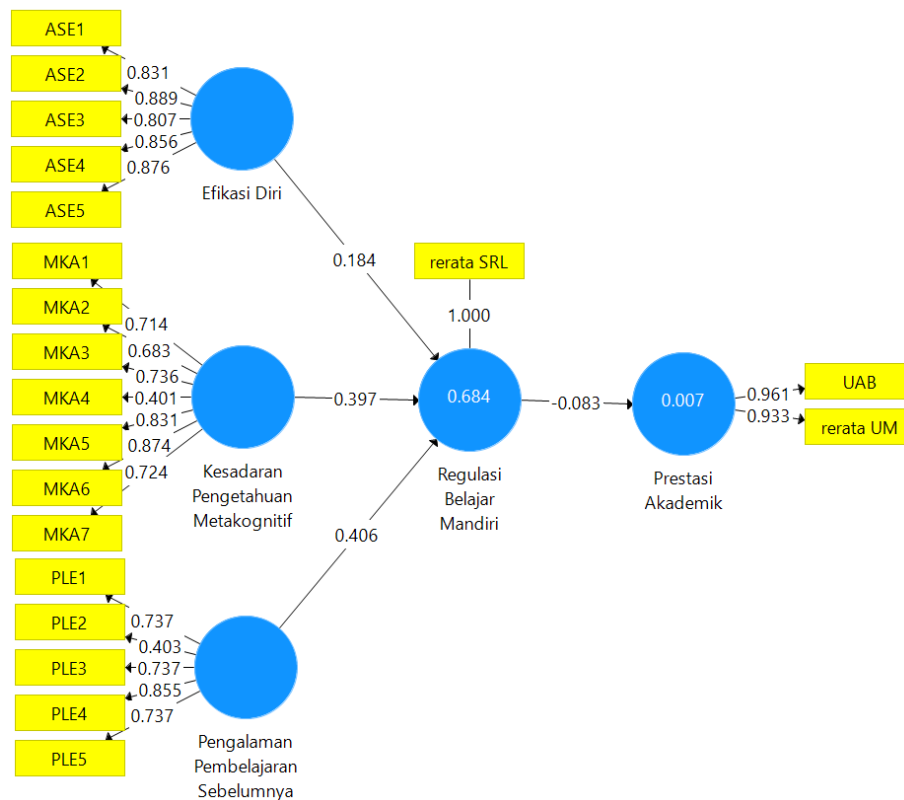 ASE1
ASE2
ASE3
ASE4
ASE5
0.831
0.889
0.807
0.856
0.876
Efikasi Diri
0.184
MKA1
MKA2
MKA3
MKA4
MKA5
MKA6
MKA7
0.714
0.683
0.736
0.401
0.831
0.874
0.724
Kesadaran
Pengetahuan
Metakognitif
0.397
PLE1
PLE2
PLE3
PLE4
PLE5
0.737
0.403
0.737
0.855
0.737
Pengalaman
Pembelajaran
Sebelumnya
0.406
rerata SRL
1.000
0.684
Regulasi
Belajar
Mandiri
-0.083
0.007
Prestasi
Akademik
0.961
0.933
UAB
rerata UM